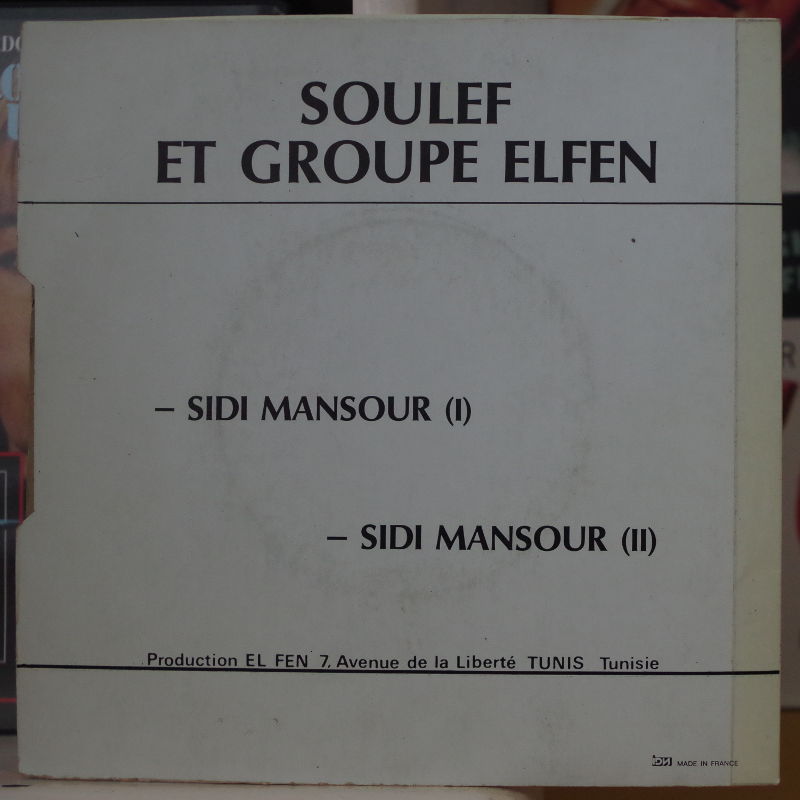 SOULEF
ET GROUPE ELFEN
– SIDI MANSOUR (I)
– SIDI MANSOUR (II)
Production EL FEN 7, Avenue de la Liberté TUNIS Tunisie
MADE IN FRANCE